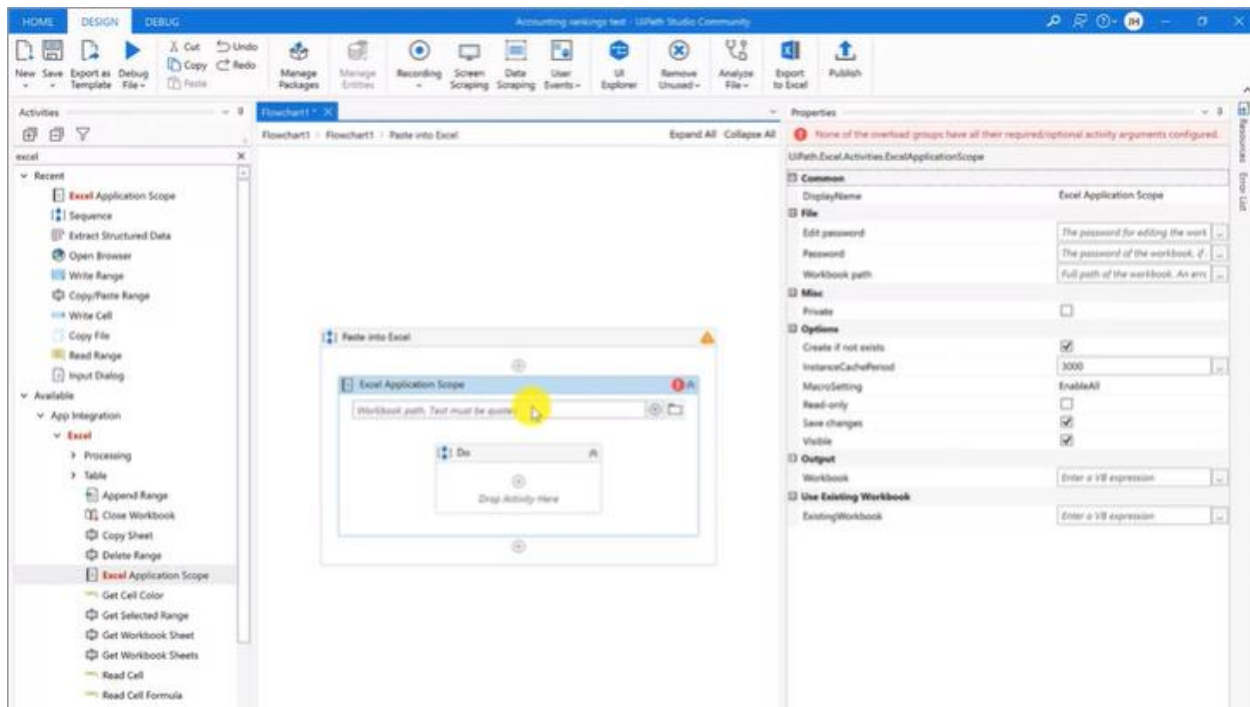 HOME DESIGN DEBUG Accounting rankings test - UiPath Studio Community JH
New Save Export as Template Debug File Cut Copy Paste Undo Redo Manage Packages Manage Entities Recording Screen Scraping Data Scraping User Events UI Explorer Remove Unused Analyze File Export to Excel Publish
Activities
excel
Recent
Excel Application Scope
Sequence
Extract Structured Data
Open Browser
Write Range
Copy/Paste Range
Write Cell
Copy File
Read Range
Input Dialog
Available
App Integration
Excel
Processing
Table
Append Range
Close Workbook
Copy Sheet
Delete Range
Excel Application Scope
Get Cell Color
Get Selected Range
Get Workbook Sheet
Get Workbook Sheets
Read Cell
Read Cell Formula
Flowchart1 *
Flowchart1 Flowchart1 Paste into Excel Expand All Collapse All
Paste into Excel
Excel Application Scope
Workbook path. Text must be quoted
Do
Drop Activity Here
Properties
None of the overload groups have all their required/optional activity arguments configured.
UiPath.Excel.Activities.ExcelApplicationScope
Common
DisplayName Excel Application Scope
File
Edit password The password for editing the work
Password The password of the workbook, if
Workbook path Full path of the workbook. An err
Misc
Private
Options
Create if not exists
InstanceCachePeriod 3000
MacroSetting EnableAll
Read-only
Save changes
Visible
Output
Workbook Enter a VB expression
Use Existing Workbook
ExistingWorkbook Enter a VB expression
Resources
Error List